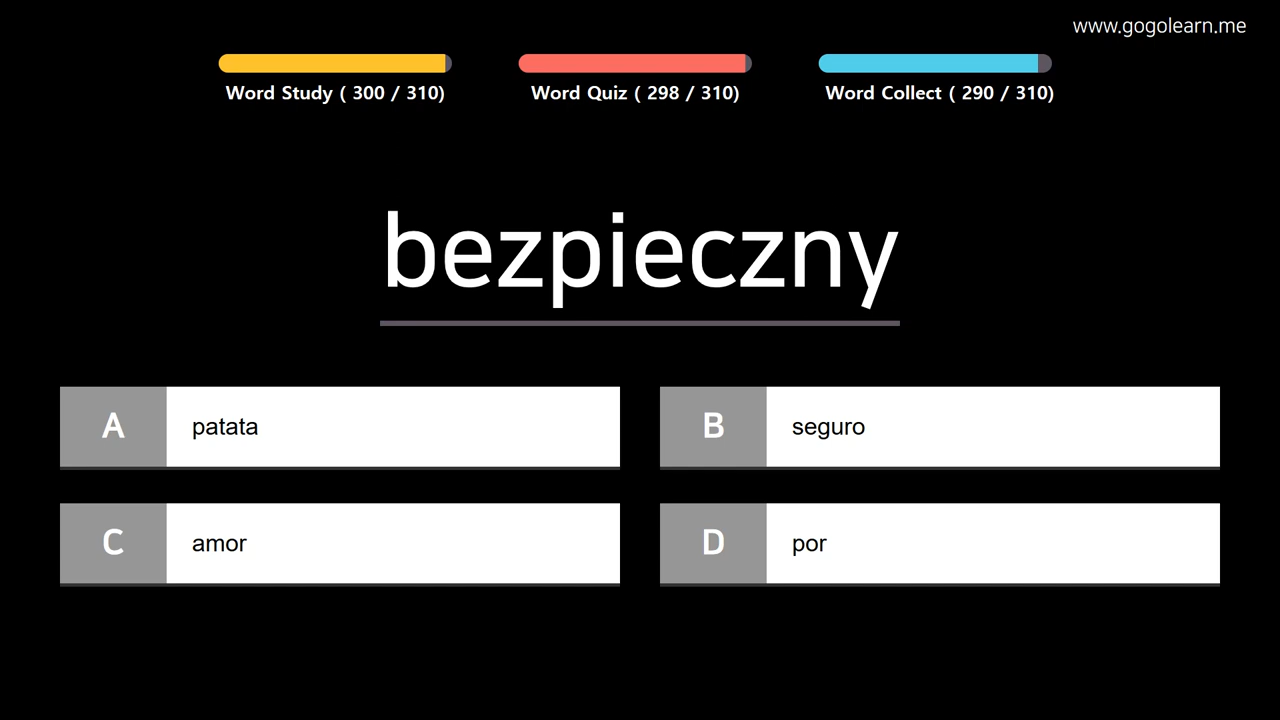 www.gogolearn.me
Word Study ( 300 / 310)
Word Quiz ( 298 / 310)
Word Collect ( 290 / 310)
bezpieczny
A patata
B seguro
C amor
D por